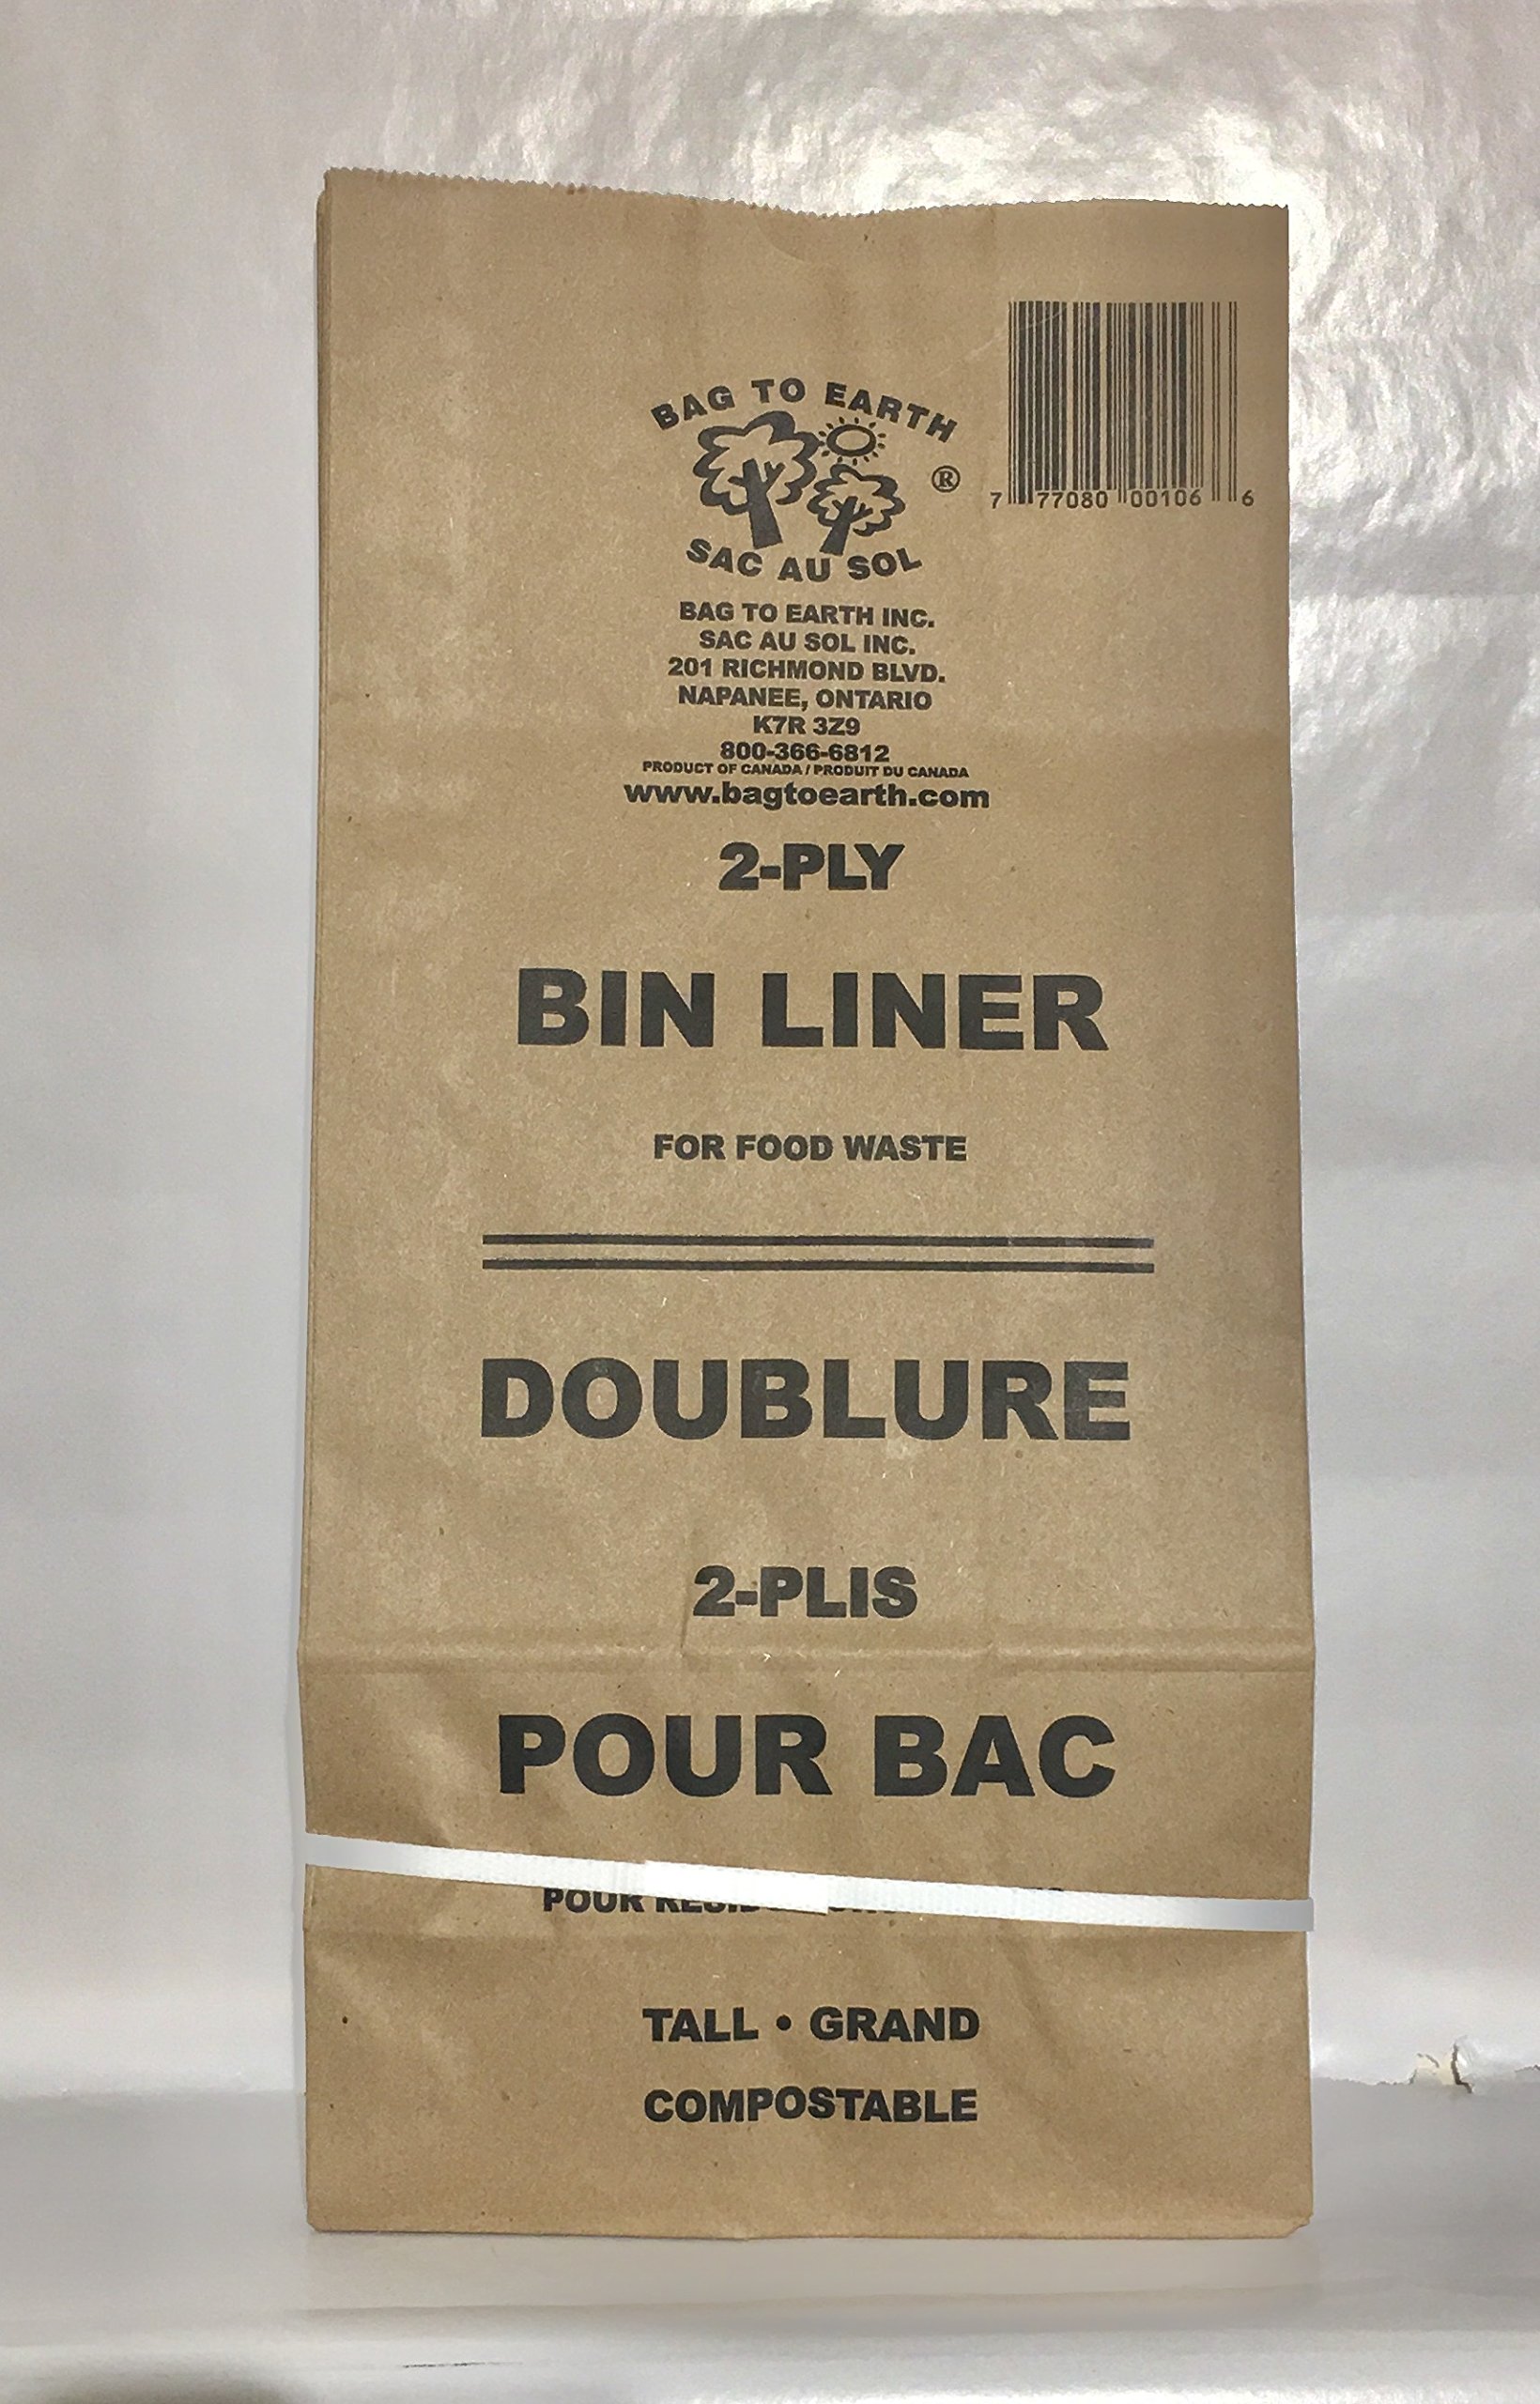 BAG TO EARTH
®
SAC AU SOL
7 77080 00106 6
BAG TO EARTH INC.
SAC AU SOL INC.
201 RICHMOND BLVD.
NAPANEE, ONTARIO
K7R 3Z9
800-366-6812
PRODUCT OF CANADA / PRODUIT DU CANADA
www.bagtoearth.com
2-PLY
BIN LINER
FOR FOOD WASTE
DOUBLURE
2-PLIS
POUR BAC
POUR
TALL • GRAND
COMPOSTABLE